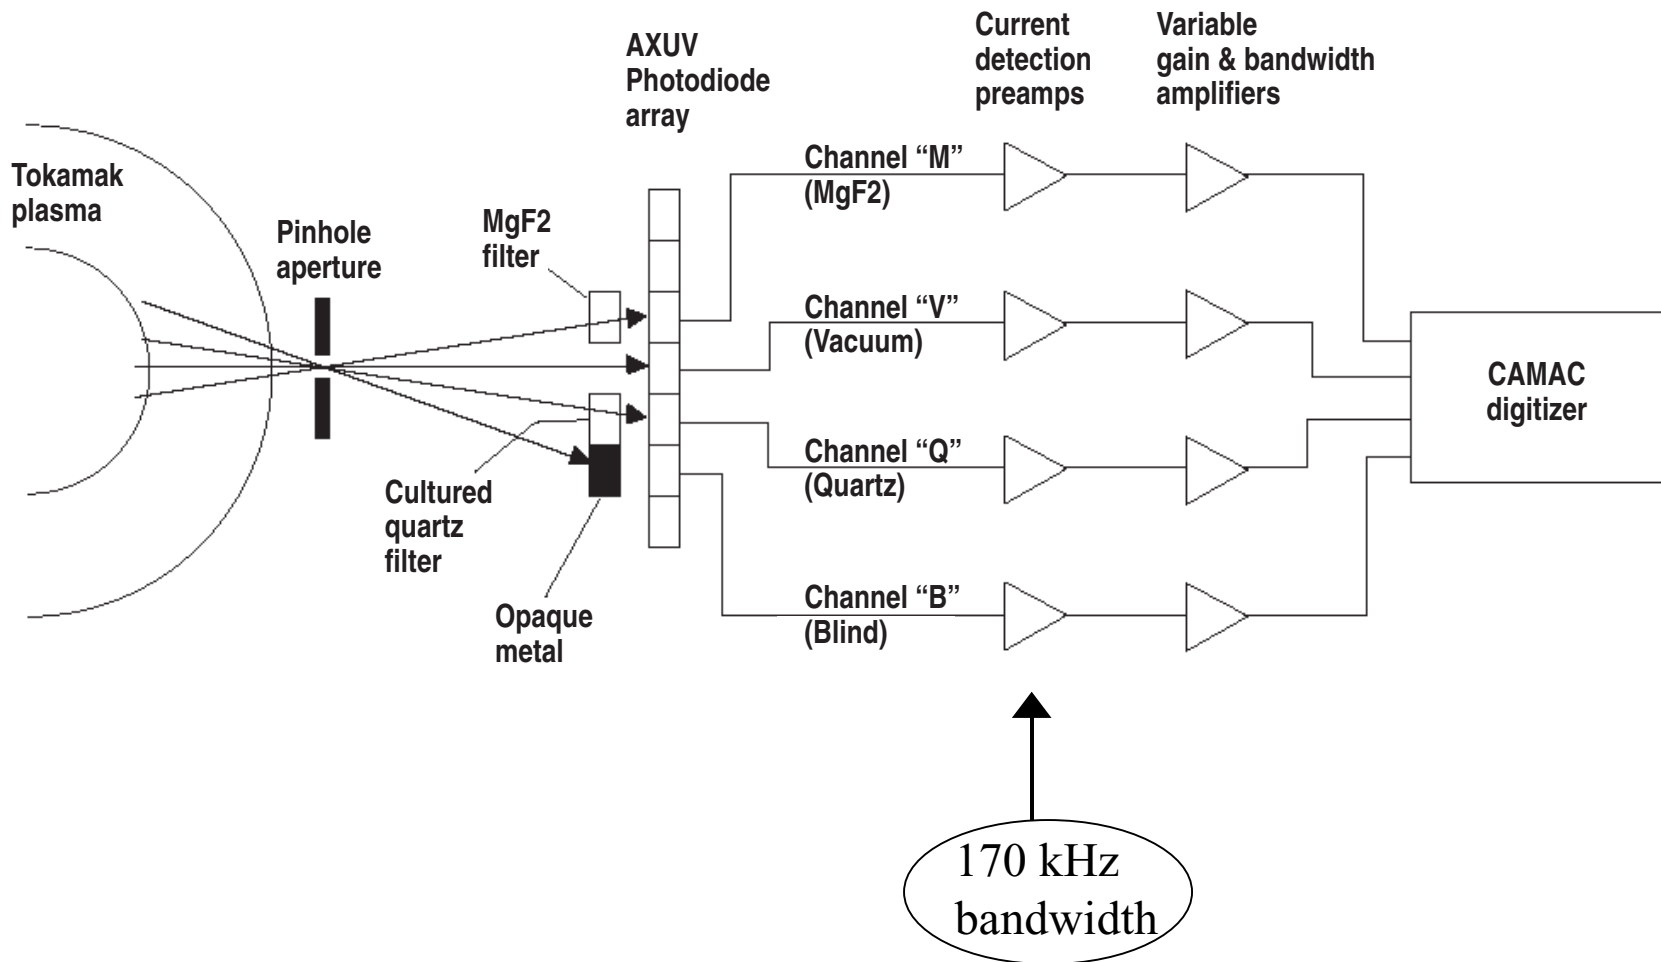 Tokamak
plasma
Pinhole
aperture
MgF2
filter
AXUV
Photodiode
array
Current
detection
preamps
Variable
gain & bandwidth
amplifiers
Channel “M”
(MgF2)
Channel “V”
(Vacuum)
Channel “Q”
(Quartz)
Channel “B”
(Blind)
CAMAC
digitizer
Cultured
quartz
filter
Opaque
metal
170 kHz
bandwidth